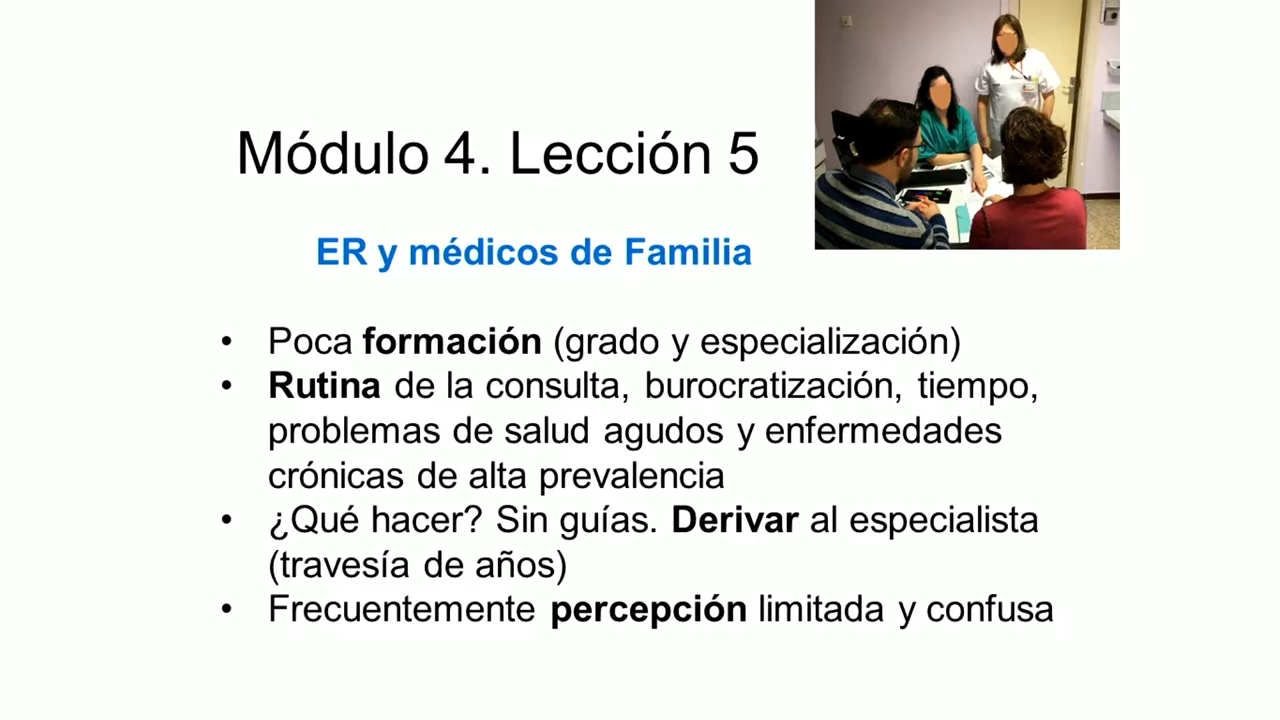 Módulo 4. Lección 5
ER y médicos de Familia
• Poca formación (grado y especialización)
• Rutina de la consulta, burocratización, tiempo,
problemas de salud agudos y enfermedades
crónicas de alta prevalencia
• ¿Qué hacer? Sin guías. Derivar al especialista
(travesía de años)
• Frecuentemente percepción limitada y confusa